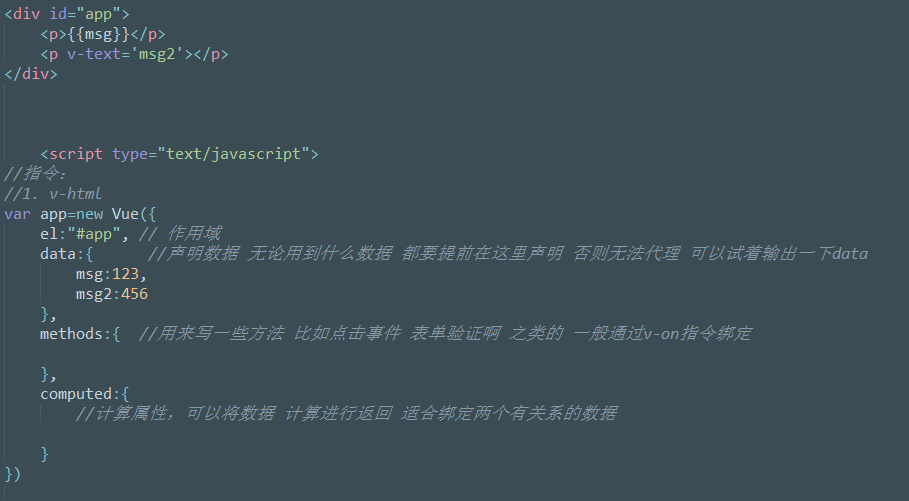 <div id="app">
    <p>{{msg}}</p>
    <p v-text='msg2'></p>
</div>
    <script type="text/javascript">
//指令：
//1. v-html
var app=new Vue({
    el:"#app", // 作用域
    data:{      //声明数据 无论用到什么数据 都要提前在这里声明 否则无法代理 可以试着输出一下data
        msg:123,
        msg2:456
    },
    methods:{  //用来写一些方法 比如点击事件 表单验证啊 之类的 一般通过v-on指令绑定
    },
    computed:{
        //计算属性，可以将数据 计算进行返回 适合绑定两个有关系的数据
    }
})